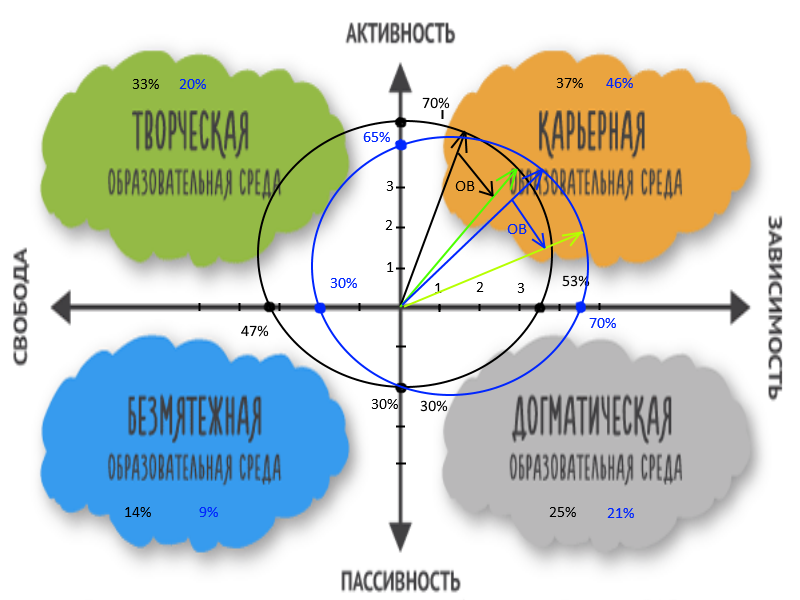 АКТИВНОСТЬ
33% 20%
ТВОРЧЕСКАЯ
ОБРАЗОВАТЕЛЬНАЯ СРЕДА
37% 46%
КАРЬЕРНАЯ
ОБРАЗОВАТЕЛЬНАЯ СРЕДА
70%
65%
ОВ
ОВ
3
2
1
1 2 3
53%
30%
47%
70%
СВОБОДА
ЗАВИСИМОСТЬ
30% 30%
БЕЗМЯТЕЖНАЯ
ОБРАЗОВАТЕЛЬНАЯ СРЕДА
14% 9%
ДОГМАТИЧЕСКАЯ
ОБРАЗОВАТЕЛЬНАЯ СРЕДА
25% 21%
ПАССИВНОСТЬ